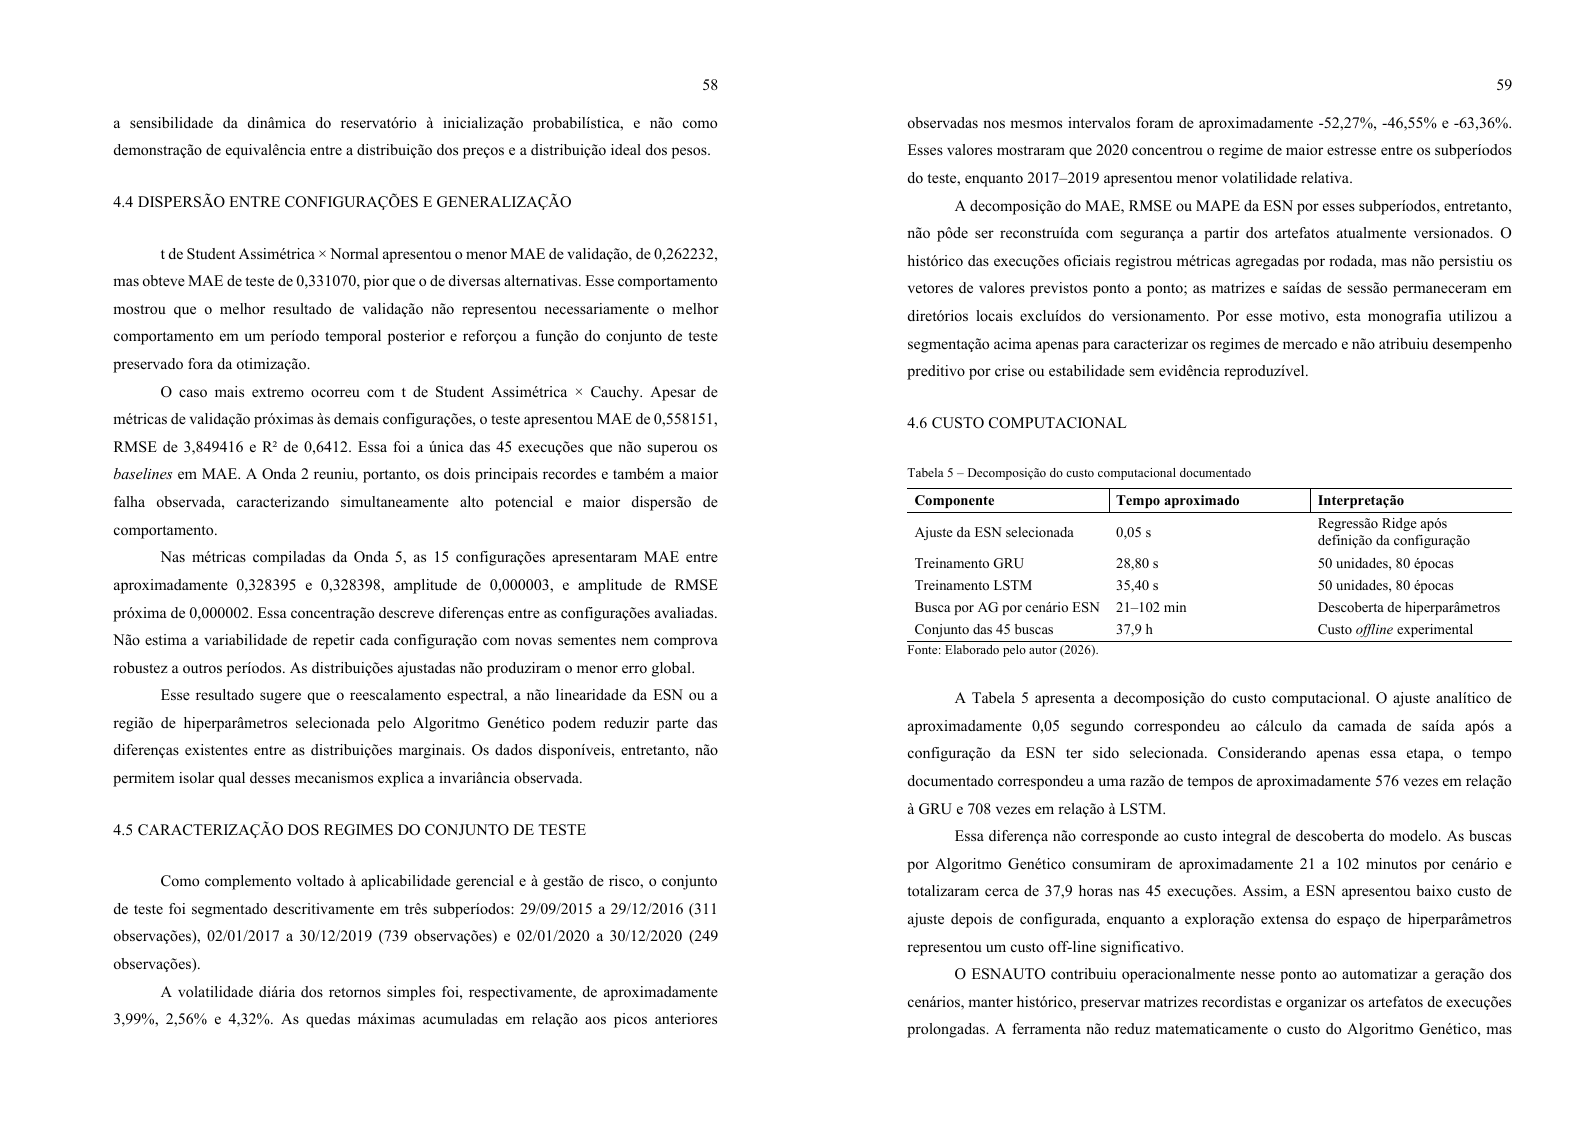 58
a sensibilidade da dinâmica do reservatório à inicialização probabilística, e não como
demonstração de equivalência entre a distribuição dos preços e a distribuição ideal dos pesos.
4.4 DISPERSÃO ENTRE CONFIGURAÇÕES E GENERALIZAÇÃO
t de Student Assimétrica × Normal apresentou o menor MAE de validação, de 0,262232,
mas obteve MAE de teste de 0,331070, pior que o de diversas alternativas. Esse comportamento
mostrou que o melhor resultado de validação não representou necessariamente o melhor
comportamento em um período temporal posterior e reforçou a função do conjunto de teste
preservado fora da otimização.
O caso mais extremo ocorreu com t de Student Assimétrica × Cauchy. Apesar de
métricas de validação próximas às demais configurações, o teste apresentou MAE de 0,558151,
RMSE de 3,849416 e R² de 0,6412. Essa foi a única das 45 execuções que não superou os
baselines em MAE. A Onda 2 reuniu, portanto, os dois principais recordes e também a maior
falha observada, caracterizando simultaneamente alto potencial e maior dispersão de
comportamento.
Nas métricas compiladas da Onda 5, as 15 configurações apresentaram MAE entre
aproximadamente 0,328395 e 0,328398, amplitude de 0,000003, e amplitude de RMSE
próxima de 0,000002. Essa concentração descreve diferenças entre as configurações avaliadas.
Não estima a variabilidade de repetir cada configuração com novas sementes nem comprova
robustez a outros períodos. As distribuições ajustadas não produziram o menor erro global.
Esse resultado sugere que o reescalamento espectral, a não linearidade da ESN ou a
região de hiperparâmetros selecionada pelo Algoritmo Genético podem reduzir parte das
diferenças existentes entre as distribuições marginais. Os dados disponíveis, entretanto, não
permitem isolar qual desses mecanismos explica a invariância observada.
4.5 CARACTERIZAÇÃO DOS REGIMES DO CONJUNTO DE TESTE
Como complemento voltado à aplicabilidade gerencial e à gestão de risco, o conjunto
de teste foi segmentado descritivamente em três subperíodos: 29/09/2015 a 29/12/2016 (311
observações), 02/01/2017 a 30/12/2019 (739 observações) e 02/01/2020 a 30/12/2020 (249
observações).
A volatilidade diária dos retornos simples foi, respectivamente, de aproximadamente
3,99%, 2,56% e 4,32%. As quedas máximas acumuladas em relação aos picos anteriores
59
observadas nos mesmos intervalos foram de aproximadamente -52,27%, -46,55% e -63,36%.
Esses valores mostraram que 2020 concentrou o regime de maior estresse entre os subperíodos
do teste, enquanto 2017–2019 apresentou menor volatilidade relativa.
A decomposição do MAE, RMSE ou MAPE da ESN por esses subperíodos, entretanto,
não pôde ser reconstruída com segurança a partir dos artefatos atualmente versionados. O
histórico das execuções oficiais registrou métricas agregadas por rodada, mas não persistiu os
vetores de valores previstos ponto a ponto; as matrizes e saídas de sessão permaneceram em
diretórios locais excluídos do versionamento. Por esse motivo, esta monografia utilizou a
segmentação acima apenas para caracterizar os regimes de mercado e não atribuiu desempenho
preditivo por crise ou estabilidade sem evidência reproduzível.
4.6 CUSTO COMPUTACIONAL
Tabela 5 – Decomposição do custo computacional documentado
Componente Tempo aproximado Interpretação
Ajuste da ESN selecionada 0,05 s Regressão Ridge após
definição da configuração
Treinamento GRU 28,80 s 50 unidades, 80 épocas
Treinamento LSTM 35,40 s 50 unidades, 80 épocas
Busca por AG por cenário ESN 21–102 min Descoberta de hiperparâmetros
Conjunto das 45 buscas 37,9 h Custo offline experimental
Fonte: Elaborado pelo autor (2026).
A Tabela 5 apresenta a decomposição do custo computacional. O ajuste analítico de
aproximadamente 0,05 segundo correspondeu ao cálculo da camada de saída após a
configuração da ESN ter sido selecionada. Considerando apenas essa etapa, o tempo
documentado correspondeu a uma razão de tempos de aproximadamente 576 vezes em relação
à GRU e 708 vezes em relação à LSTM.
Essa diferença não corresponde ao custo integral de descoberta do modelo. As buscas
por Algoritmo Genético consumiram de aproximadamente 21 a 102 minutos por cenário e
totalizaram cerca de 37,9 horas nas 45 execuções. Assim, a ESN apresentou baixo custo de
ajuste depois de configurada, enquanto a exploração extensa do espaço de hiperparâmetros
representou um custo off-line significativo.
O ESNAUTO contribuiu operacionalmente nesse ponto ao automatizar a geração dos
cenários, manter histórico, preservar matrizes recordistas e organizar os artefatos de execuções
prolongadas. A ferramenta não reduz matematicamente o custo do Algoritmo Genético, mas